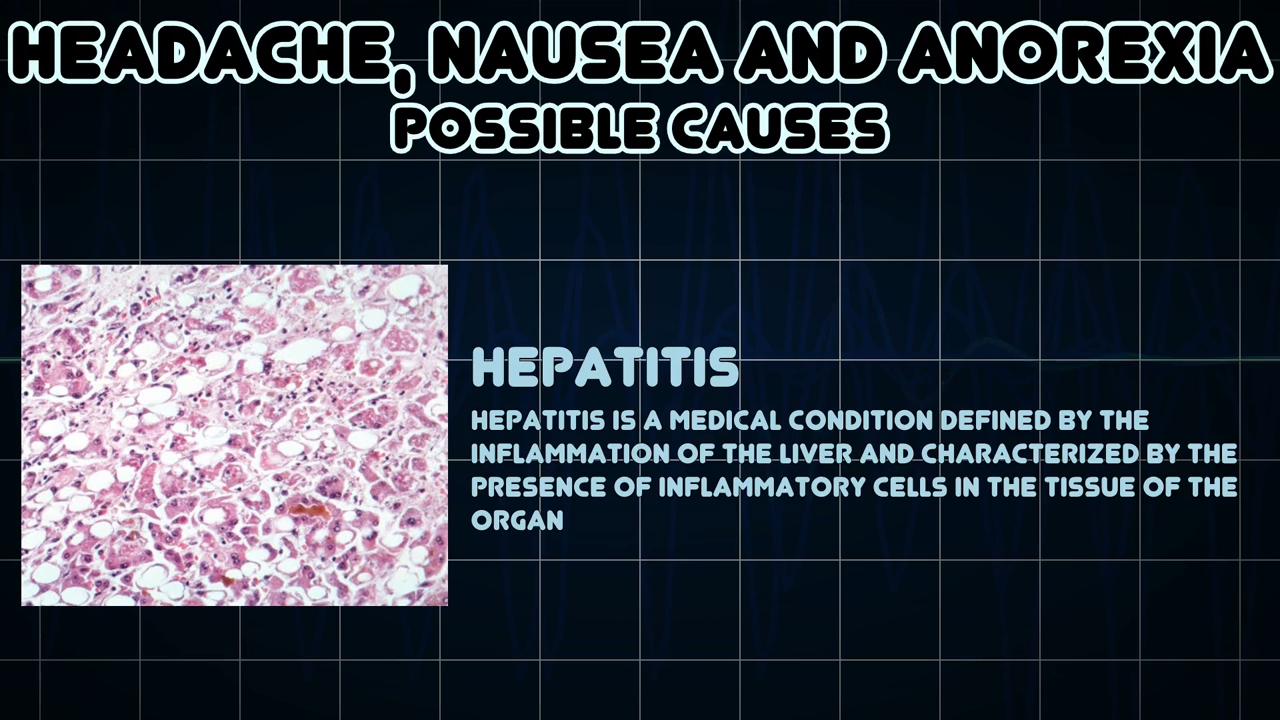 HEADACHE, NAUSEA AND ANOREXIA
POSSIBLE CAUSES
HEPATITIS
HEPATITIS IS A MEDICAL CONDITION DEFINED BY THE
INFLAMMATION OF THE LIVER AND CHARACTERIZED BY THE
PRESENCE OF INFLAMMATORY CELLS IN THE TISSUE OF THE
ORGAN